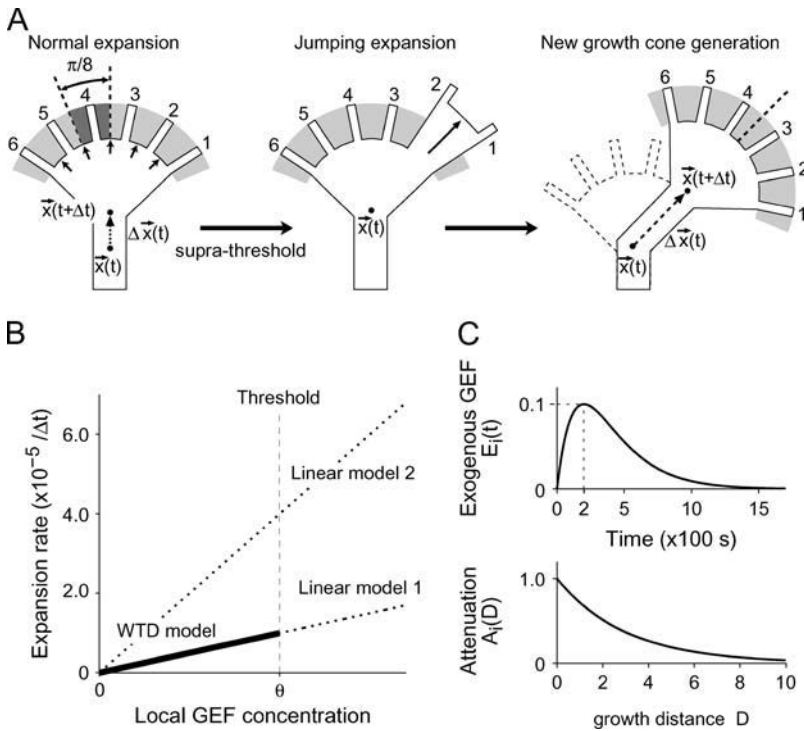 A
Normal expansion
Jumping expansion
New growth cone generation
π/8
6 5 4 3 2 1
6 5 4 3 2 1
6 5 4 3 2 1
x(t+Δt)
Δx(t)
x(t)
supra-threshold
x(t)
x(t+Δt)
Δx(t)
x(t)
B
Expansion rate (x10⁻⁵ /Δt)
6.0
4.0
2.0
0
Threshold
Linear model 2
Linear model 1
WTD model
0
θ
Local GEF concentration
C
Exogenous GEF
Eᵢ(t)
0.1
0
0 2 5 10 15
Time (x100 s)
Attenuation
Aᵢ(D)
1.0
0.0
0 2 4 6 8 10
growth distance D